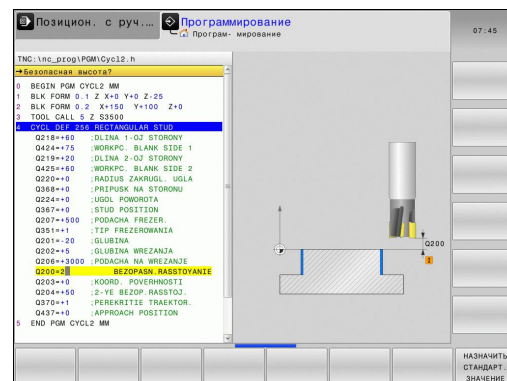 Позицион. с руч.…
Программирование
Програм- мирование
07:45
TNC:\nc_prog\PGM\Cycl2.h
→Безопасная высота?
0 BEGIN PGM CYCL2 MM
1 BLK FORM 0.1 Z X+0 Y+0 Z-25
2 BLK FORM 0.2 X+150 Y+100 Z+0
3 TOOL CALL 5 Z S3500
4 CYCL DEF 256 RECTANGULAR STUD
Q218=+60 ;DLINA 1-OJ STORONY
Q424=+75 ;WORKPC. BLANK SIDE 1
Q219=+20 ;DLINA 2-OJ STORONY
Q425=+60 ;WORKPC. BLANK SIDE 2
Q220=+0 ;RADIUS ZAKRUGL. UGLA
Q368=+0 ;PRIPUSK NA STORONU
Q224=+0 ;UGOL POWOROTA
Q367=+0 ;STUD POSITION
Q207=+500 ;PODACHA FREZER.
Q351=+1 ;TIP FREZEROWANIA
Q201=-20 ;GLUBINA
Q202=+5 ;GLUBINA WREZANJA
Q206=+3000 ;PODACHA NA WREZANJE
Q200=2 BEZOPASN.RASSTOYANIE
Q203=+0 ;KOORD. POVERHNOSTI
Q204=+50 ;2-YE BEZOP.RASSTOJ.
Q370=+1 ;PEREKRITIE TRAEKTOR.
Q437=+0 ;APPROACH POSITION
5 END PGM CYCL2 MM
Q200
I
НАЗНАЧИТЬ
СТАНДАРТ.
ЗНАЧЕНИЕ